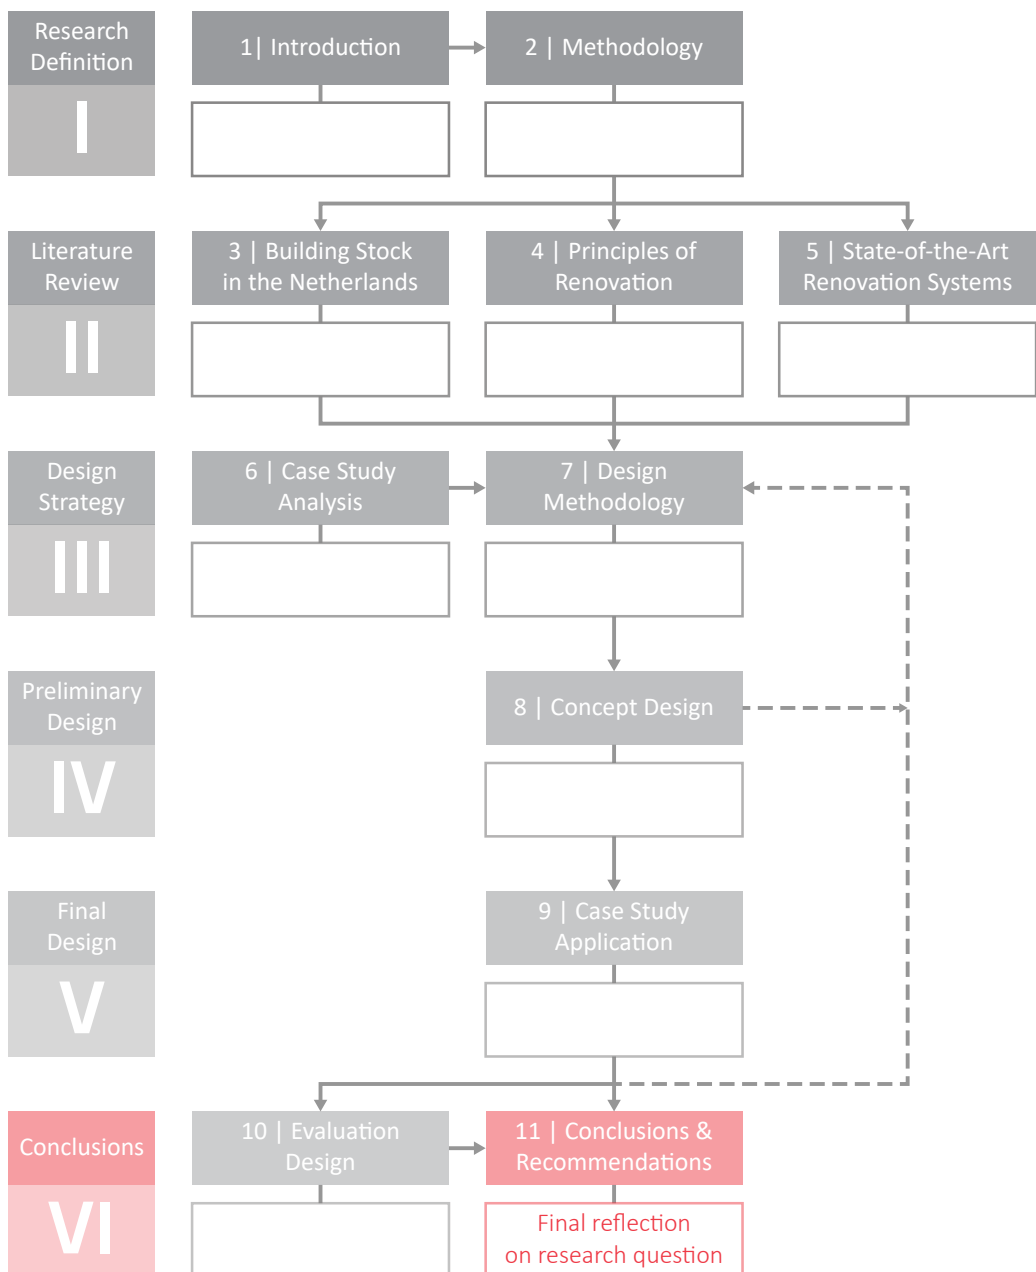 Research
Definition
I
1| Introduction
2 | Methodology
Literature
Review
II
3 | Building Stock
in the Netherlands
4 | Principles of
Renovation
5 | State-of-the-Art
Renovation Systems
Design
Strategy
III
6 | Case Study
Analysis
7 | Design
Methodology
Preliminary
Design
IV
8 | Concept Design
Final
Design
V
9 | Case Study
Application
Conclusions
VI
10 | Evaluation
Design
11 | Conclusions &
Recommendations
Final reflection
on research question